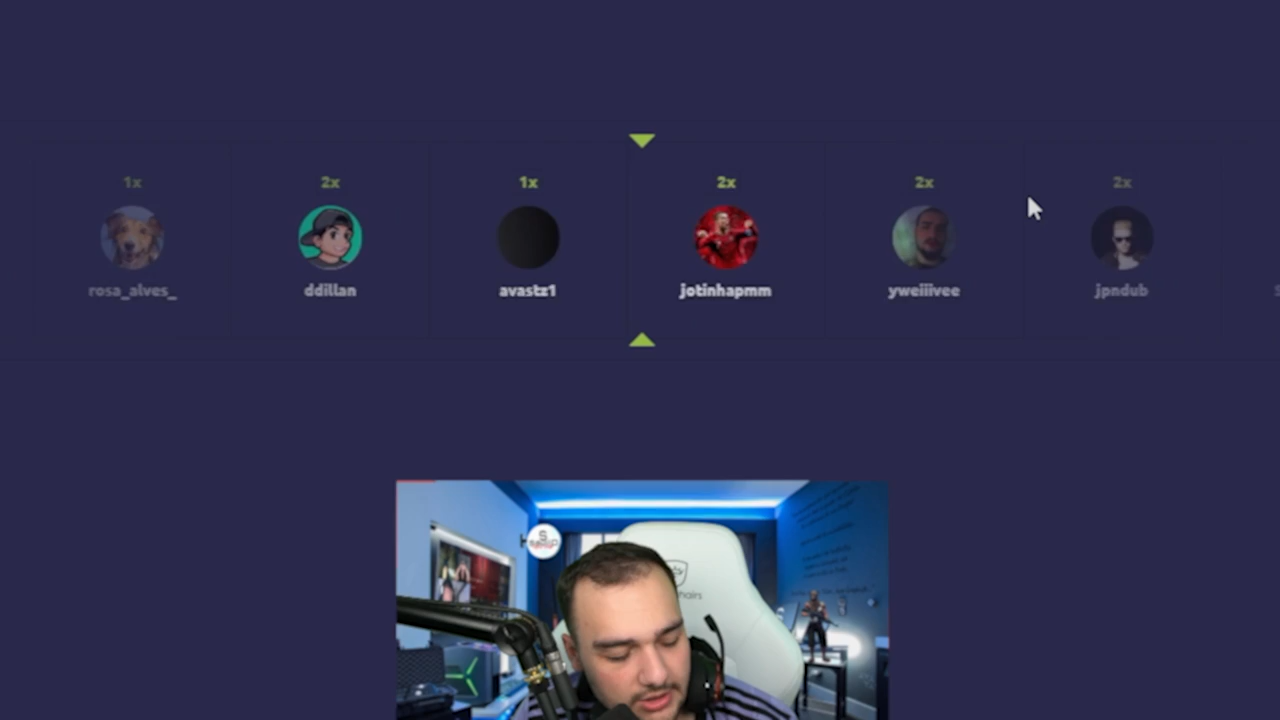 1x
2x
1x
2x
2x
2x
rosa_alves_
ddillan
avastz1
jotinhapmm
yweiiivee
jpndub